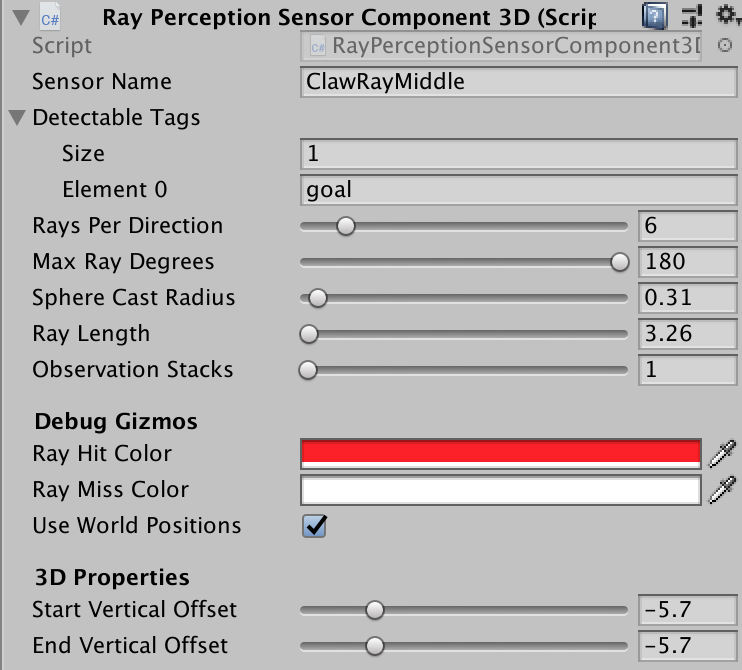 Ray Perception Sensor Component 3D (Scrip
Script C# RayPerceptionSensorComponent3D
Sensor Name ClawRayMiddle
Detectable Tags
Size 1
Element 0 goal
Rays Per Direction 6
Max Ray Degrees 180
Sphere Cast Radius 0.31
Ray Length 3.26
Observation Stacks 1
Debug Gizmos
Ray Hit Color
Ray Miss Color
Use World Positions
3D Properties
Start Vertical Offset -5.7
End Vertical Offset -5.7